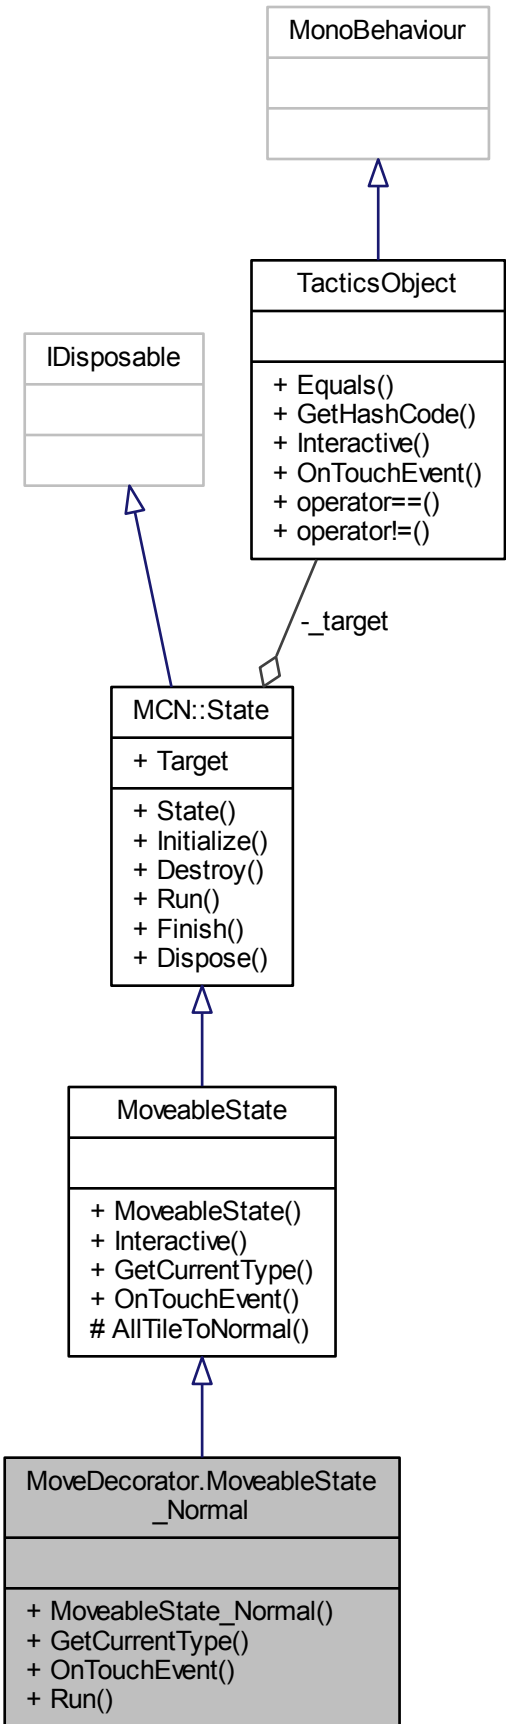 MonoBehaviour
TacticsObject
+ Equals()
+ GetHashCode()
+ Interactive()
+ OnTouchEvent()
+ operator==()
+ operator!=()
IDisposable
-_target
MCN::State
+ Target
+ State()
+ Initialize()
+ Destroy()
+ Run()
+ Finish()
+ Dispose()
MoveableState
+ MoveableState()
+ Interactive()
+ GetCurrentType()
+ OnTouchEvent()
# AllTileToNormal()
MoveDecorator.MoveableState
_Normal
+ MoveableState_Normal()
+ GetCurrentType()
+ OnTouchEvent()
+ Run()